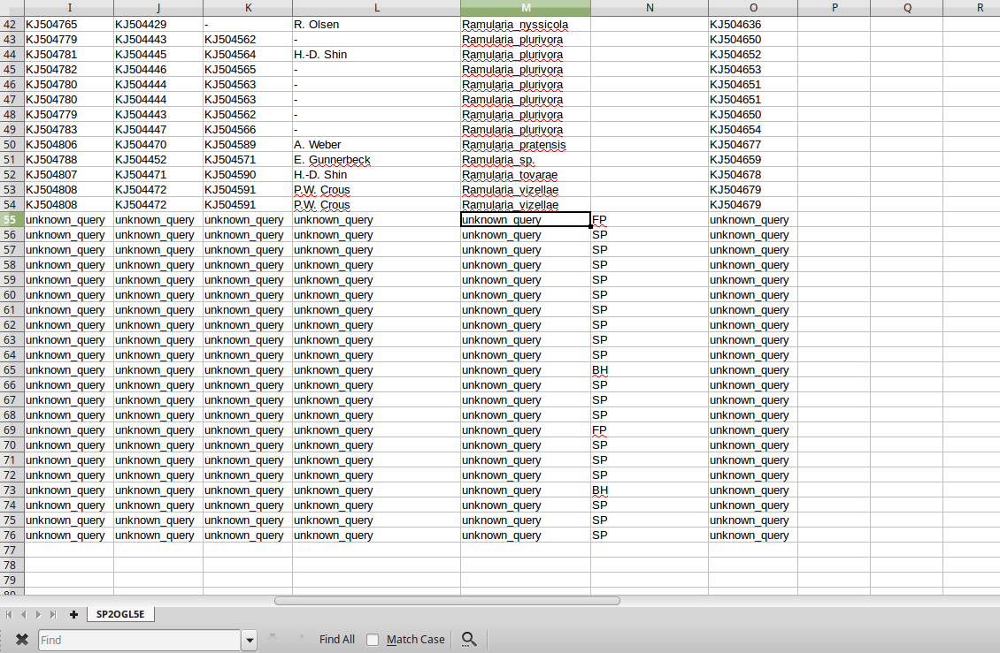 I J K L M N O P Q R
42 KJ504765 KJ504429 - R. Olsen Ramularia_nyssicola KJ504636
43 KJ504779 KJ504443 KJ504562 - Ramularia_plurivora KJ504650
44 KJ504781 KJ504445 KJ504564 H.-D. Shin Ramularia_plurivora KJ504652
45 KJ504782 KJ504446 KJ504565 - Ramularia_plurivora KJ504653
46 KJ504780 KJ504444 KJ504563 - Ramularia_plurivora KJ504651
47 KJ504780 KJ504444 KJ504563 - Ramularia_plurivora KJ504651
48 KJ504779 KJ504443 KJ504562 - Ramularia_plurivora KJ504650
49 KJ504783 KJ504447 KJ504566 - Ramularia_plurivora KJ504654
50 KJ504806 KJ504470 KJ504589 A. Weber Ramularia_pratensis KJ504677
51 KJ504788 KJ504452 KJ504571 E. Gunnerbeck Ramularia_sp. KJ504659
52 KJ504807 KJ504471 KJ504590 H.-D. Shin Ramularia_tovarae KJ504678
53 KJ504808 KJ504472 KJ504591 P.W. Crous Ramularia_vizellae KJ504679
54 KJ504808 KJ504472 KJ504591 P.W. Crous Ramularia_vizellae KJ504679
55 unknown_query unknown_query unknown_query unknown_query unknown_query FP unknown_query
56 unknown_query unknown_query unknown_query unknown_query unknown_query SP unknown_query
57 unknown_query unknown_query unknown_query unknown_query unknown_query SP unknown_query
58 unknown_query unknown_query unknown_query unknown_query unknown_query SP unknown_query
59 unknown_query unknown_query unknown_query unknown_query unknown_query SP unknown_query
60 unknown_query unknown_query unknown_query unknown_query unknown_query SP unknown_query
61 unknown_query unknown_query unknown_query unknown_query unknown_query SP unknown_query
62 unknown_query unknown_query unknown_query unknown_query unknown_query SP unknown_query
63 unknown_query unknown_query unknown_query unknown_query unknown_query SP unknown_query
64 unknown_query unknown_query unknown_query unknown_query unknown_query SP unknown_query
65 unknown_query unknown_query unknown_query unknown_query unknown_query BH unknown_query
66 unknown_query unknown_query unknown_query unknown_query unknown_query SP unknown_query
67 unknown_query unknown_query unknown_query unknown_query unknown_query SP unknown_query
68 unknown_query unknown_query unknown_query unknown_query unknown_query SP unknown_query
69 unknown_query unknown_query unknown_query unknown_query unknown_query FP unknown_query
70 unknown_query unknown_query unknown_query unknown_query unknown_query SP unknown_query
71 unknown_query unknown_query unknown_query unknown_query unknown_query SP unknown_query
72 unknown_query unknown_query unknown_query unknown_query unknown_query SP unknown_query
73 unknown_query unknown_query unknown_query unknown_query unknown_query BH unknown_query
74 unknown_query unknown_query unknown_query unknown_query unknown_query SP unknown_query
75 unknown_query unknown_query unknown_query unknown_query unknown_query SP unknown_query
76 unknown_query unknown_query unknown_query unknown_query unknown_query SP unknown_query
77
78
79
80
SP2OGL5E
Find Find All Match Case